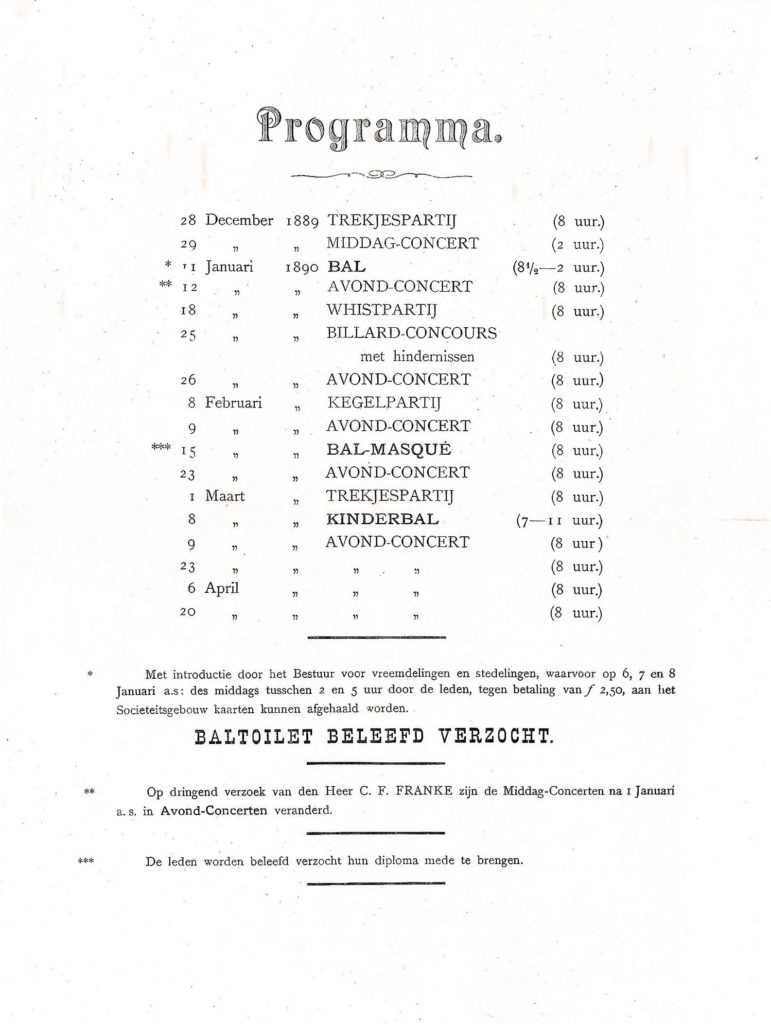 Programma.
28 December 1889 TREKJESPARTIJ (8 uur.)
29 „ „ MIDDAG-CONCERT (2 uur.)
* 11 Januari 1890 BAL (8½—2 uur.)
** 12 „ „ AVOND-CONCERT (8 uur.)
18 „ „ WHISTPARTIJ (8 uur.)
25 „ „ BILLARD-CONCOURS
met hindernissen (8 uur.)
26 „ „ AVOND-CONCERT (8 uur.)
8 Februari „ KEGELPARTIJ (8 uur.)
9 „ „ AVOND-CONCERT (8 uur.)
*** 15 „ „ BAL-MASQUÉ (8 uur.)
23 „ „ AVOND-CONCERT (8 uur.)
1 Maart „ TREKJESPARTIJ (8 uur.)
8 „ „ KINDERBAL (7—11 uur.)
9 „ „ AVOND-CONCERT (8 uur)
23 „ „ „ „ (8 uur.)
6 April „ „ „ (8 uur.)
20 „ „ „ „ (8 uur.)
* Met introductie door het Bestuur voor vreemdelingen en stedelingen, waarvoor op 6, 7 en 8
Januari a.s: des middags tusschen 2 en 5 uur door de leden, tegen betaling van f 2,50, aan het
Societeitsgebouw kaarten kunnen afgehaald worden.
BALTOILET BELEEFD VERZOCHT.
** Op dringend verzoek van den Heer C. F. FRANKE zijn de Middag-Concerten na 1 Januari
a. s. in Avond-Concerten veranderd.
*** De leden worden beleefd verzocht hun diploma mede te brengen.